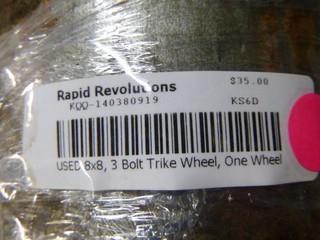 Rapid Revolutions $35.00
KQQ-140380919 KS6D
USED 8x8, 3 Bolt Trike Wheel, One Wheel